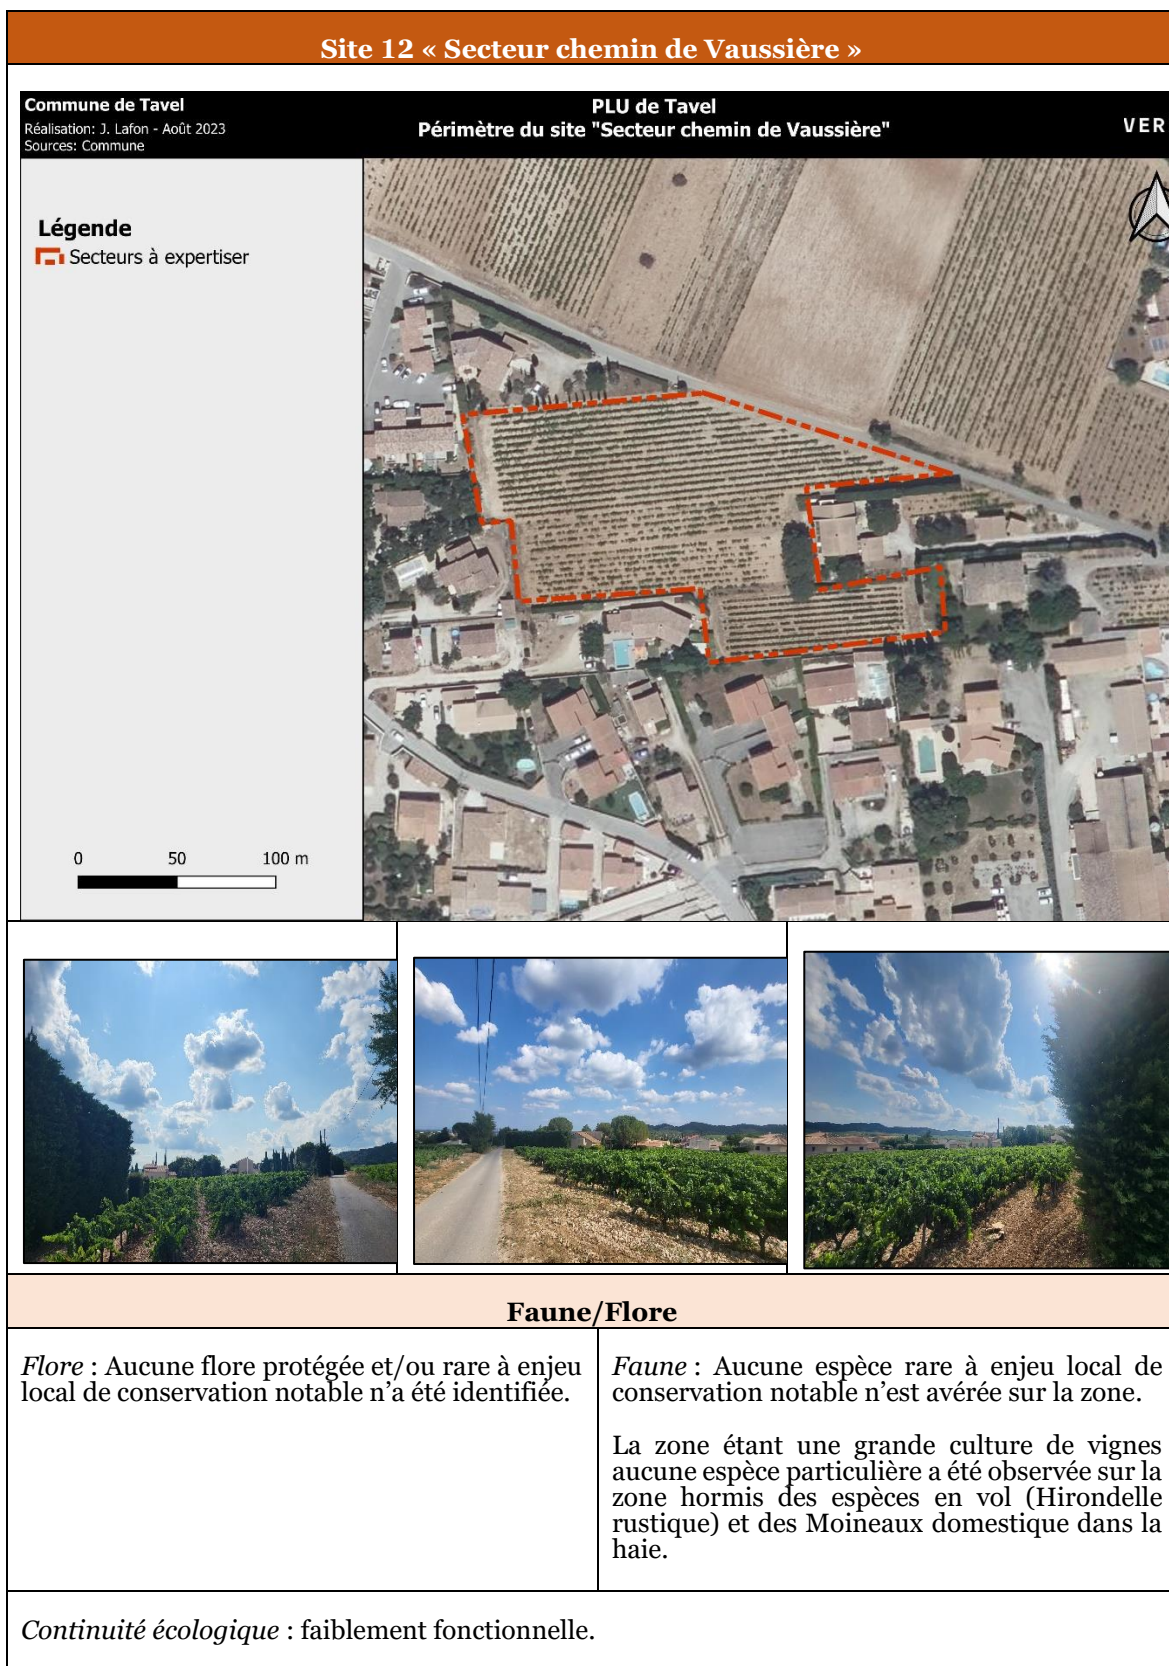 Site 12 « Secteur chemin de Vaussière »
Commune de Tavel
Réalisation: J. Lafon - Août 2023
Sources: Commune
PLU de Tavel
Périmètre du site "Secteur chemin de Vaussière"
VER
Légende
Secteurs à expertiser
0 50 100 m
Faune/Flore
Flore : Aucune flore protégée et/ou rare à enjeu
local de conservation notable n’a été identifiée.
Faune : Aucune espèce rare à enjeu local de
conservation notable n’est avérée sur la zone.
La zone étant une grande culture de vignes
aucune espèce particulière a été observée sur la
zone hormis des espèces en vol (Hirondelle
rustique) et des Moineaux domestique dans la
haie.
Continuité écologique : faiblement fonctionnelle.